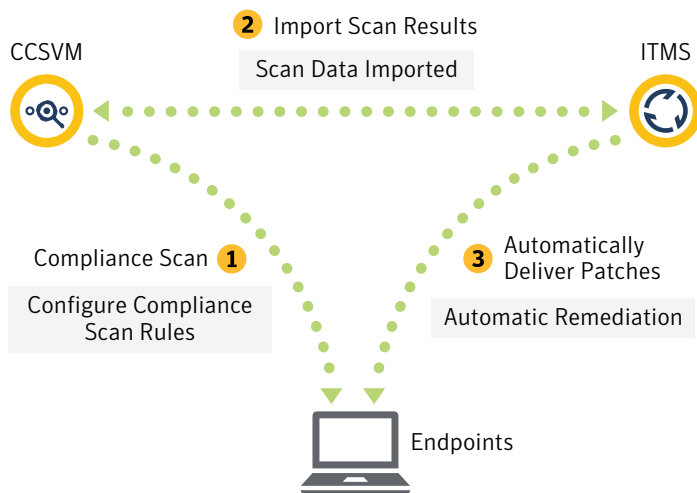 2 Import Scan Results
CCSVM
Scan Data Imported
ITMS
Compliance Scan 1
Configure Compliance
Scan Rules
3 Automatically
Deliver Patches
Automatic Remediation
Endpoints